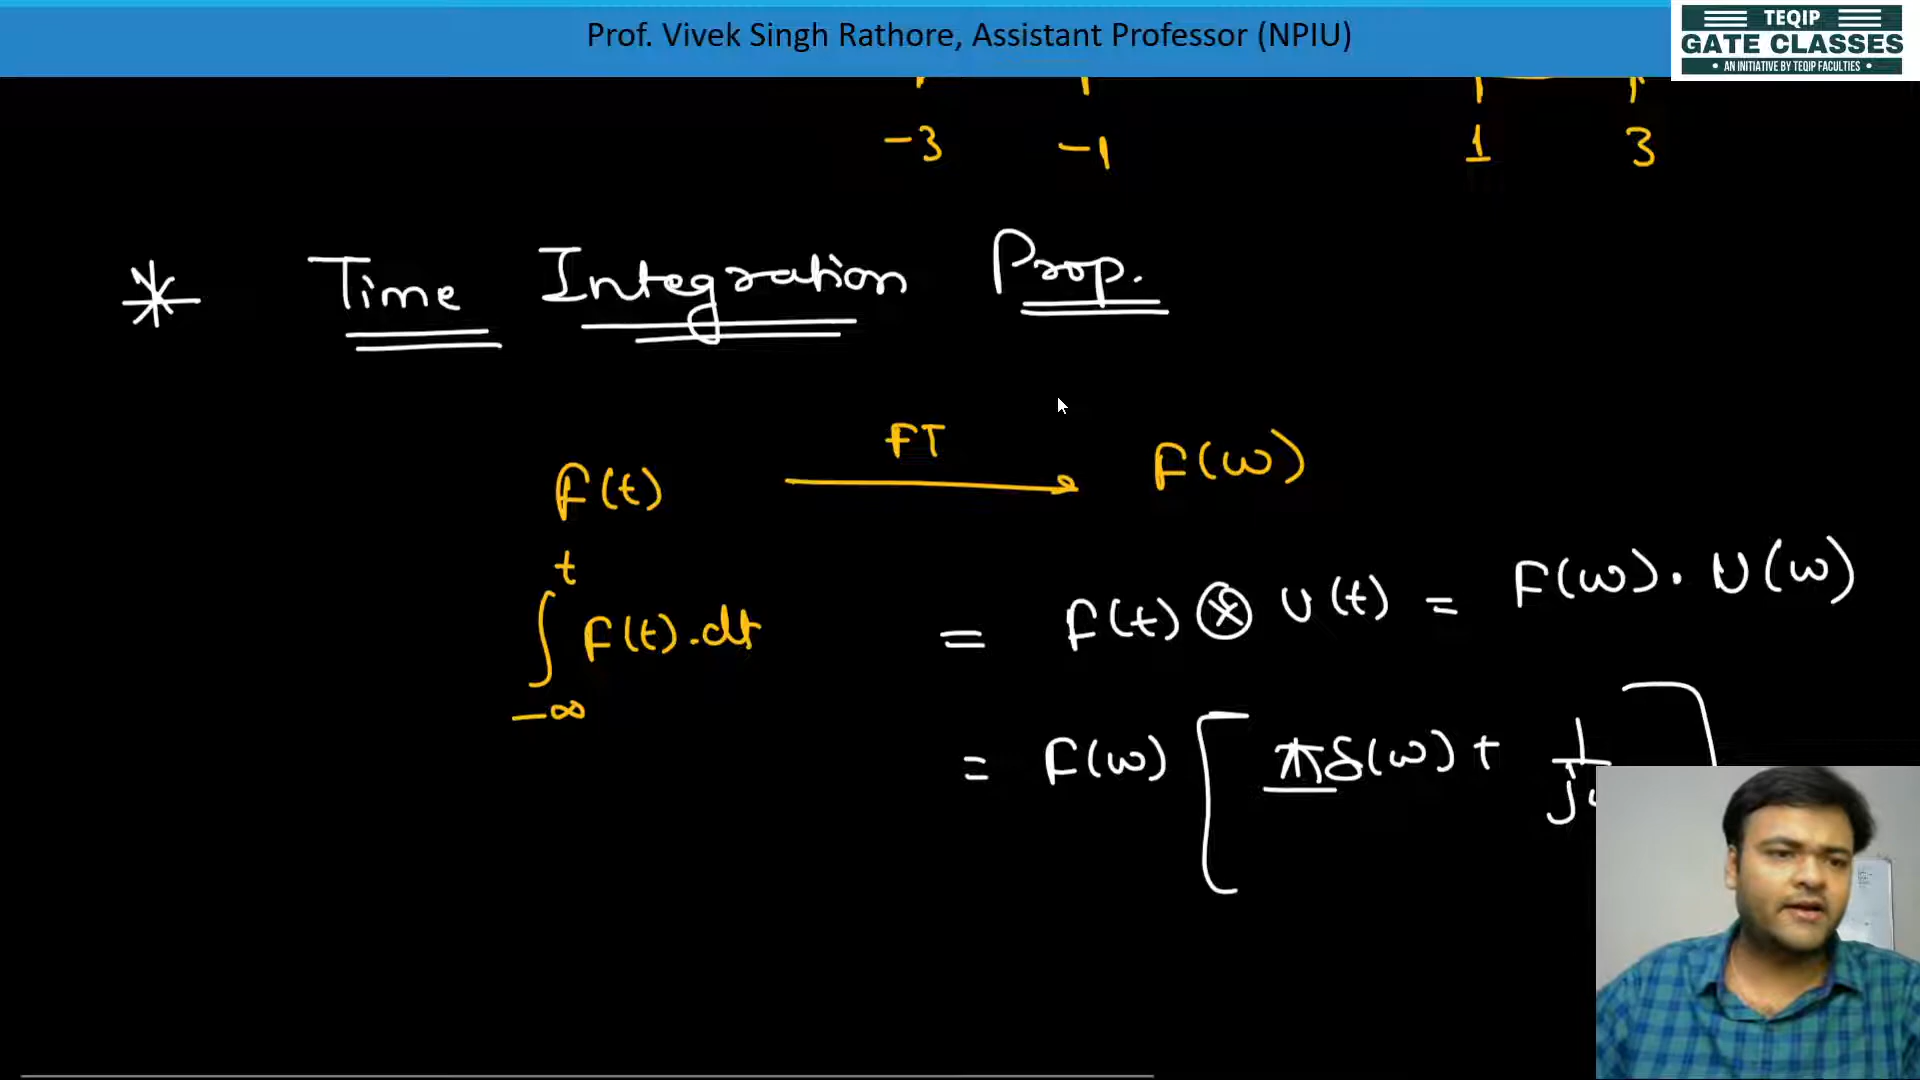 Prof. Vivek Singh Rathore, Assistant Professor (NPIU)
TEQIP
GATE CLASSES
• AN INITIATIVE BY TEQIP FACULTIES •
-3 -1 1 3
* Time Integration Prop.
F(t) FT F(ω)
t
∫ F(t).dt = F(t) ⊛ U(t) = F(ω). U(ω)
-∞
= F(ω) [ πδ(ω) + 1/j